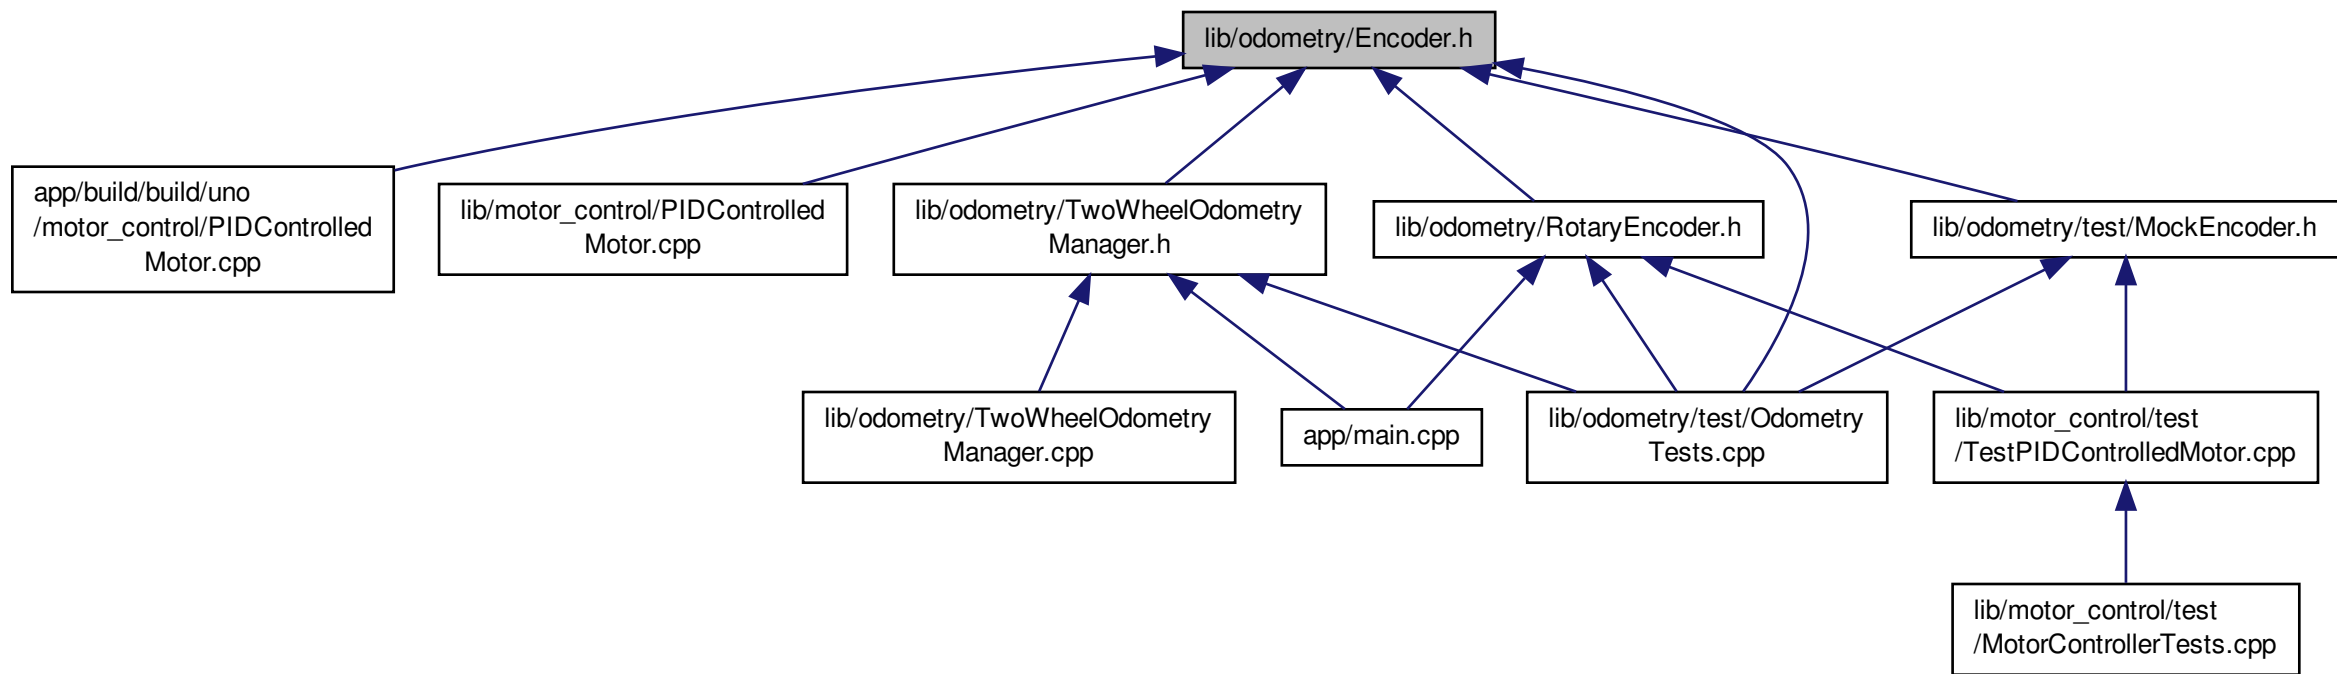 lib/odometry/Encoder.h
app/build/build/uno
/motor_control/PIDControlled
Motor.cpp
lib/motor_control/PIDControlled
Motor.cpp
lib/odometry/TwoWheelOdometry
Manager.h
lib/odometry/RotaryEncoder.h
lib/odometry/test/MockEncoder.h
lib/odometry/TwoWheelOdometry
Manager.cpp
app/main.cpp
lib/odometry/test/Odometry
Tests.cpp
lib/motor_control/test
/TestPIDControlledMotor.cpp
lib/motor_control/test
/MotorControllerTests.cpp